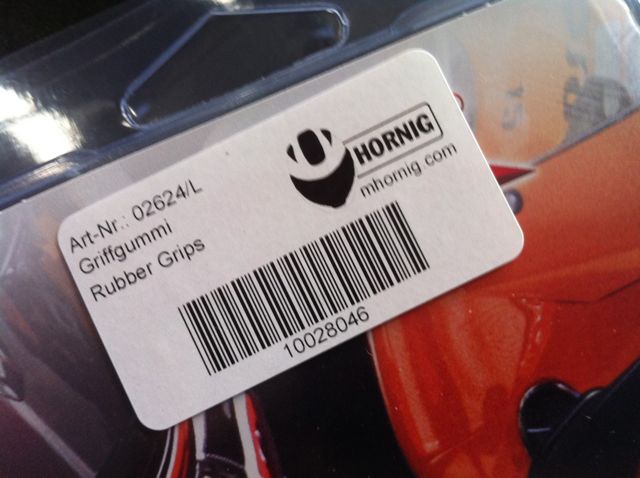 HORNIG
mhornig.com
Art-Nr.: 02624/L
Griffgummi
Rubber Grips
10028046